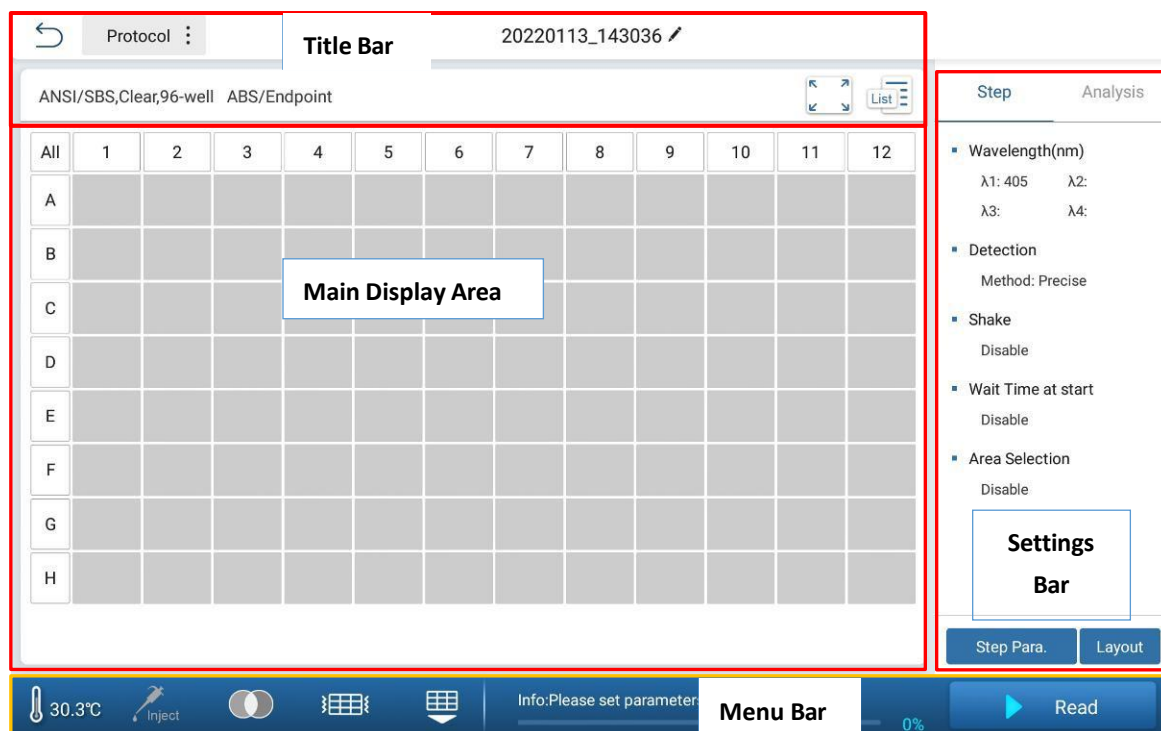 Protocol
Title Bar
20220113_143036
ANSI/SBS,Clear,96-well ABS/Endpoint
List
Step Analysis
All 1 2 3 4 5 6 7 8 9 10 11 12
A
B
C
D
E
F
G
H
Main Display Area
Wavelength(nm)
λ1: 405 λ2:
λ3: λ4:
Detection
Method: Precise
Shake
Disable
Wait Time at start
Disable
Area Selection
Disable
Settings
Bar
Step Para. Layout
30.3℃ Inject
Info:Please set parameter
Menu Bar
0%
Read